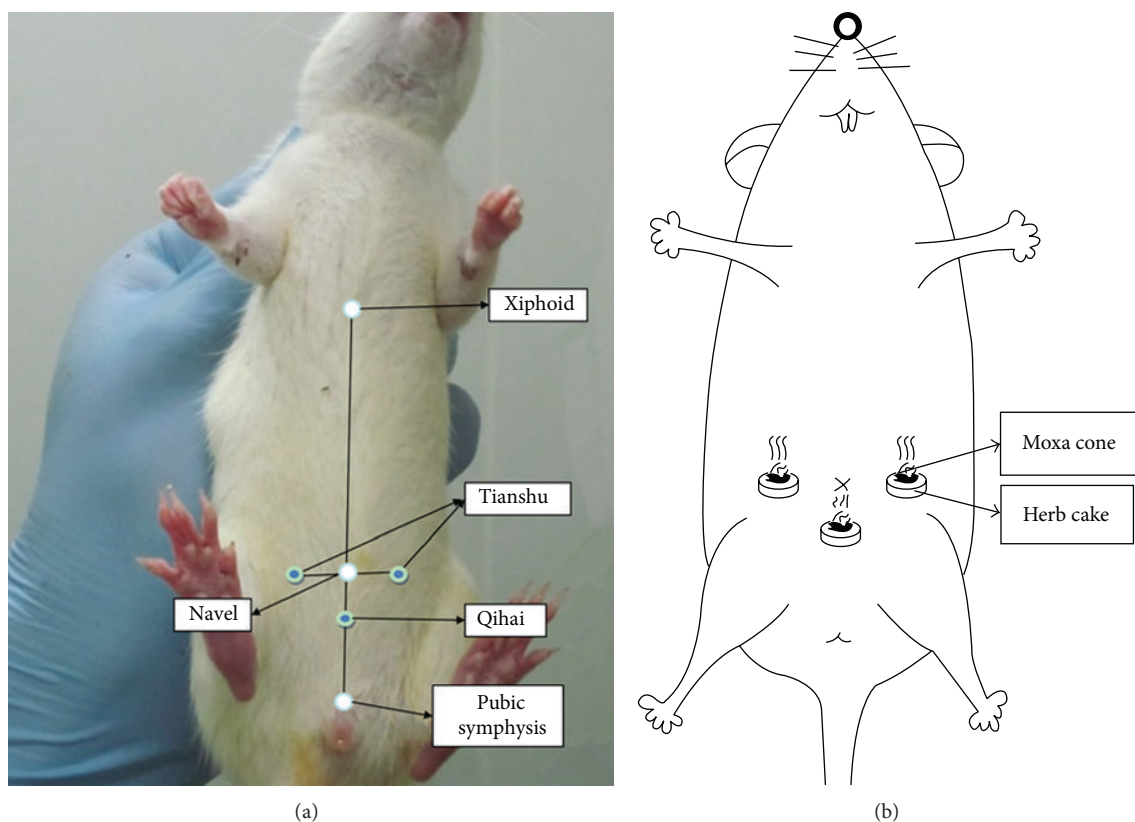 Xiphoid
Tianshu
Navel
Qihai
Pubic
symphysis
Moxa cone
Herb cake
(a)
(b)